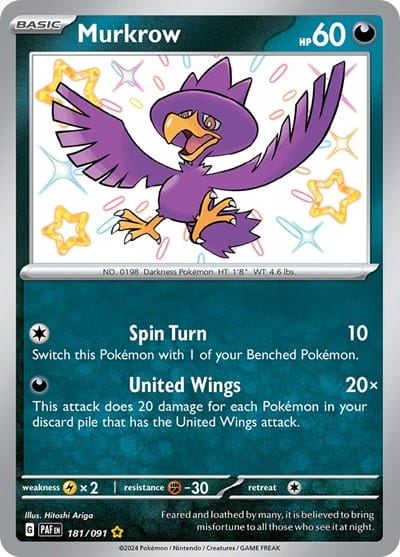 BASIC
Murkrow
HP 60
NO. 0198 Darkness Pokémon HT. 1'8" WT. 4.6 lbs.
Spin Turn 10
Switch this Pokémon with 1 of your Benched Pokémon.
United Wings 20×
This attack does 20 damage for each Pokémon in your
discard pile that has the United Wings attack.
weakness ×2 resistance -30 retreat
Illus. Hitoshi Ariga
G PAF EN 181/091
Feared and loathed by many, it is believed to bring
misfortune to all those who see it at night.
©2024 Pokémon / Nintendo / Creatures / GAME FREAK